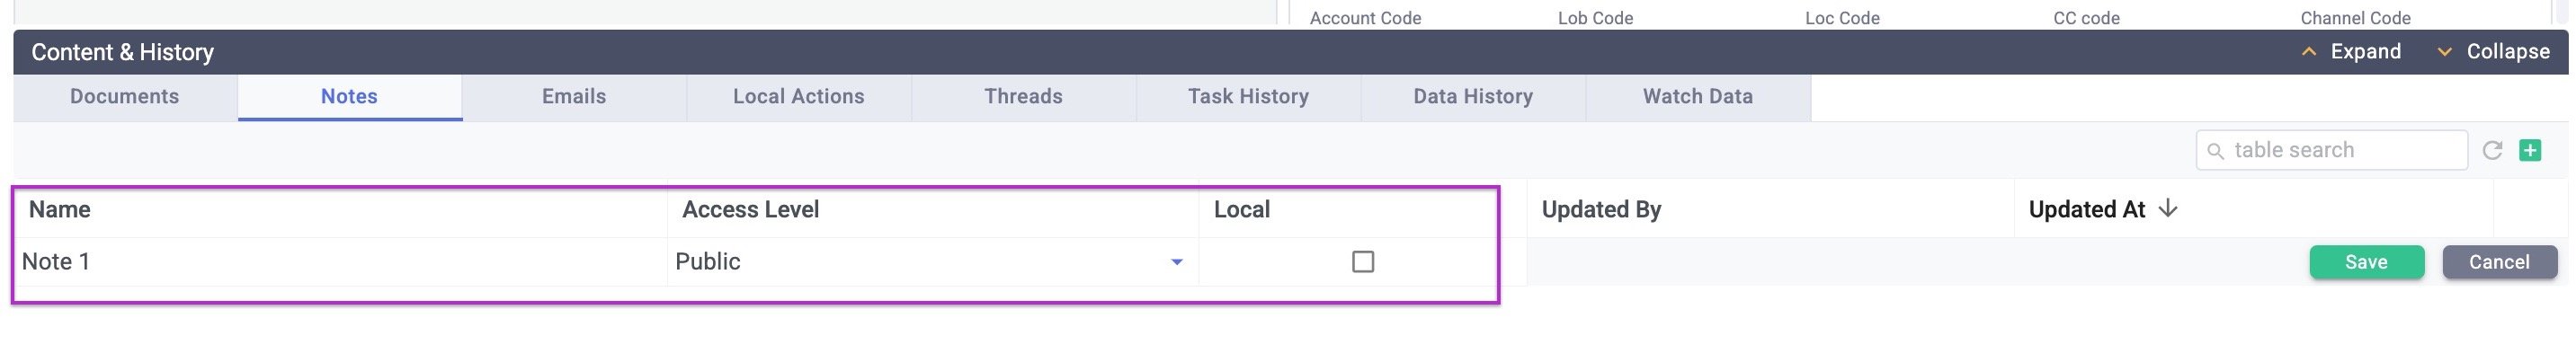 Account Code Lob Code Loc Code CC code Channel Code
Content & History Expand Collapse
Documents Notes Emails Local Actions Threads Task History Data History Watch Data
table search
Name Access Level Local Updated By Updated At
Note 1 Public Save Cancel